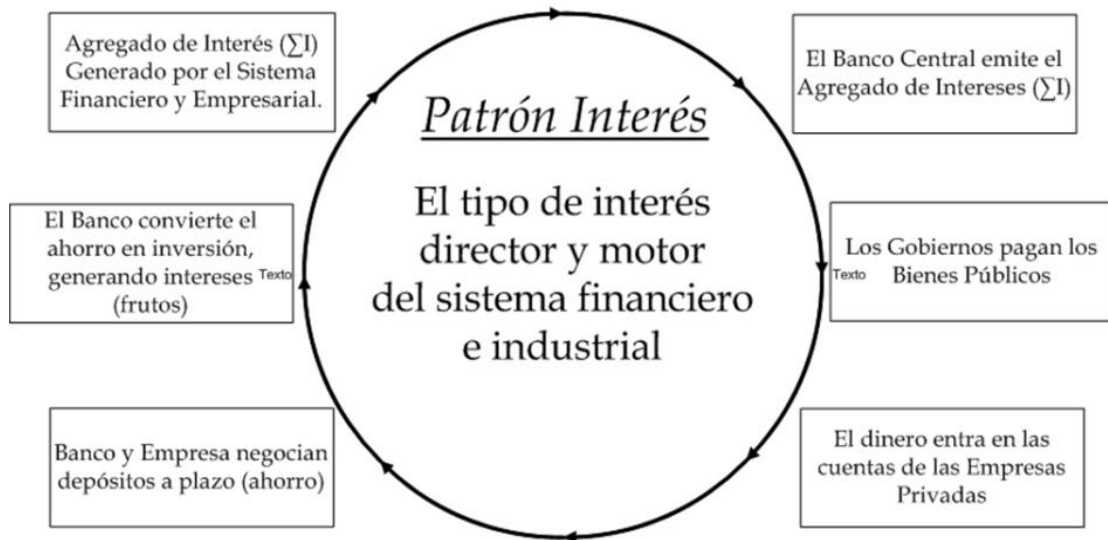 Agregado de Interés (∑I)
Generado por el Sistema
Financiero y Empresarial.
El Banco Central emite el
Agregado de Intereses (∑I)
Patrón Interés
El tipo de interés
director y motor
del sistema financiero
e industrial
El Banco convierte el
ahorro en inversión,
generando intereses
(frutos)
Texto
Texto
Los Gobiernos pagan los
Bienes Públicos
Banco y Empresa negocian
depósitos a plazo (ahorro)
El dinero entra en las
cuentas de las Empresas
Privadas